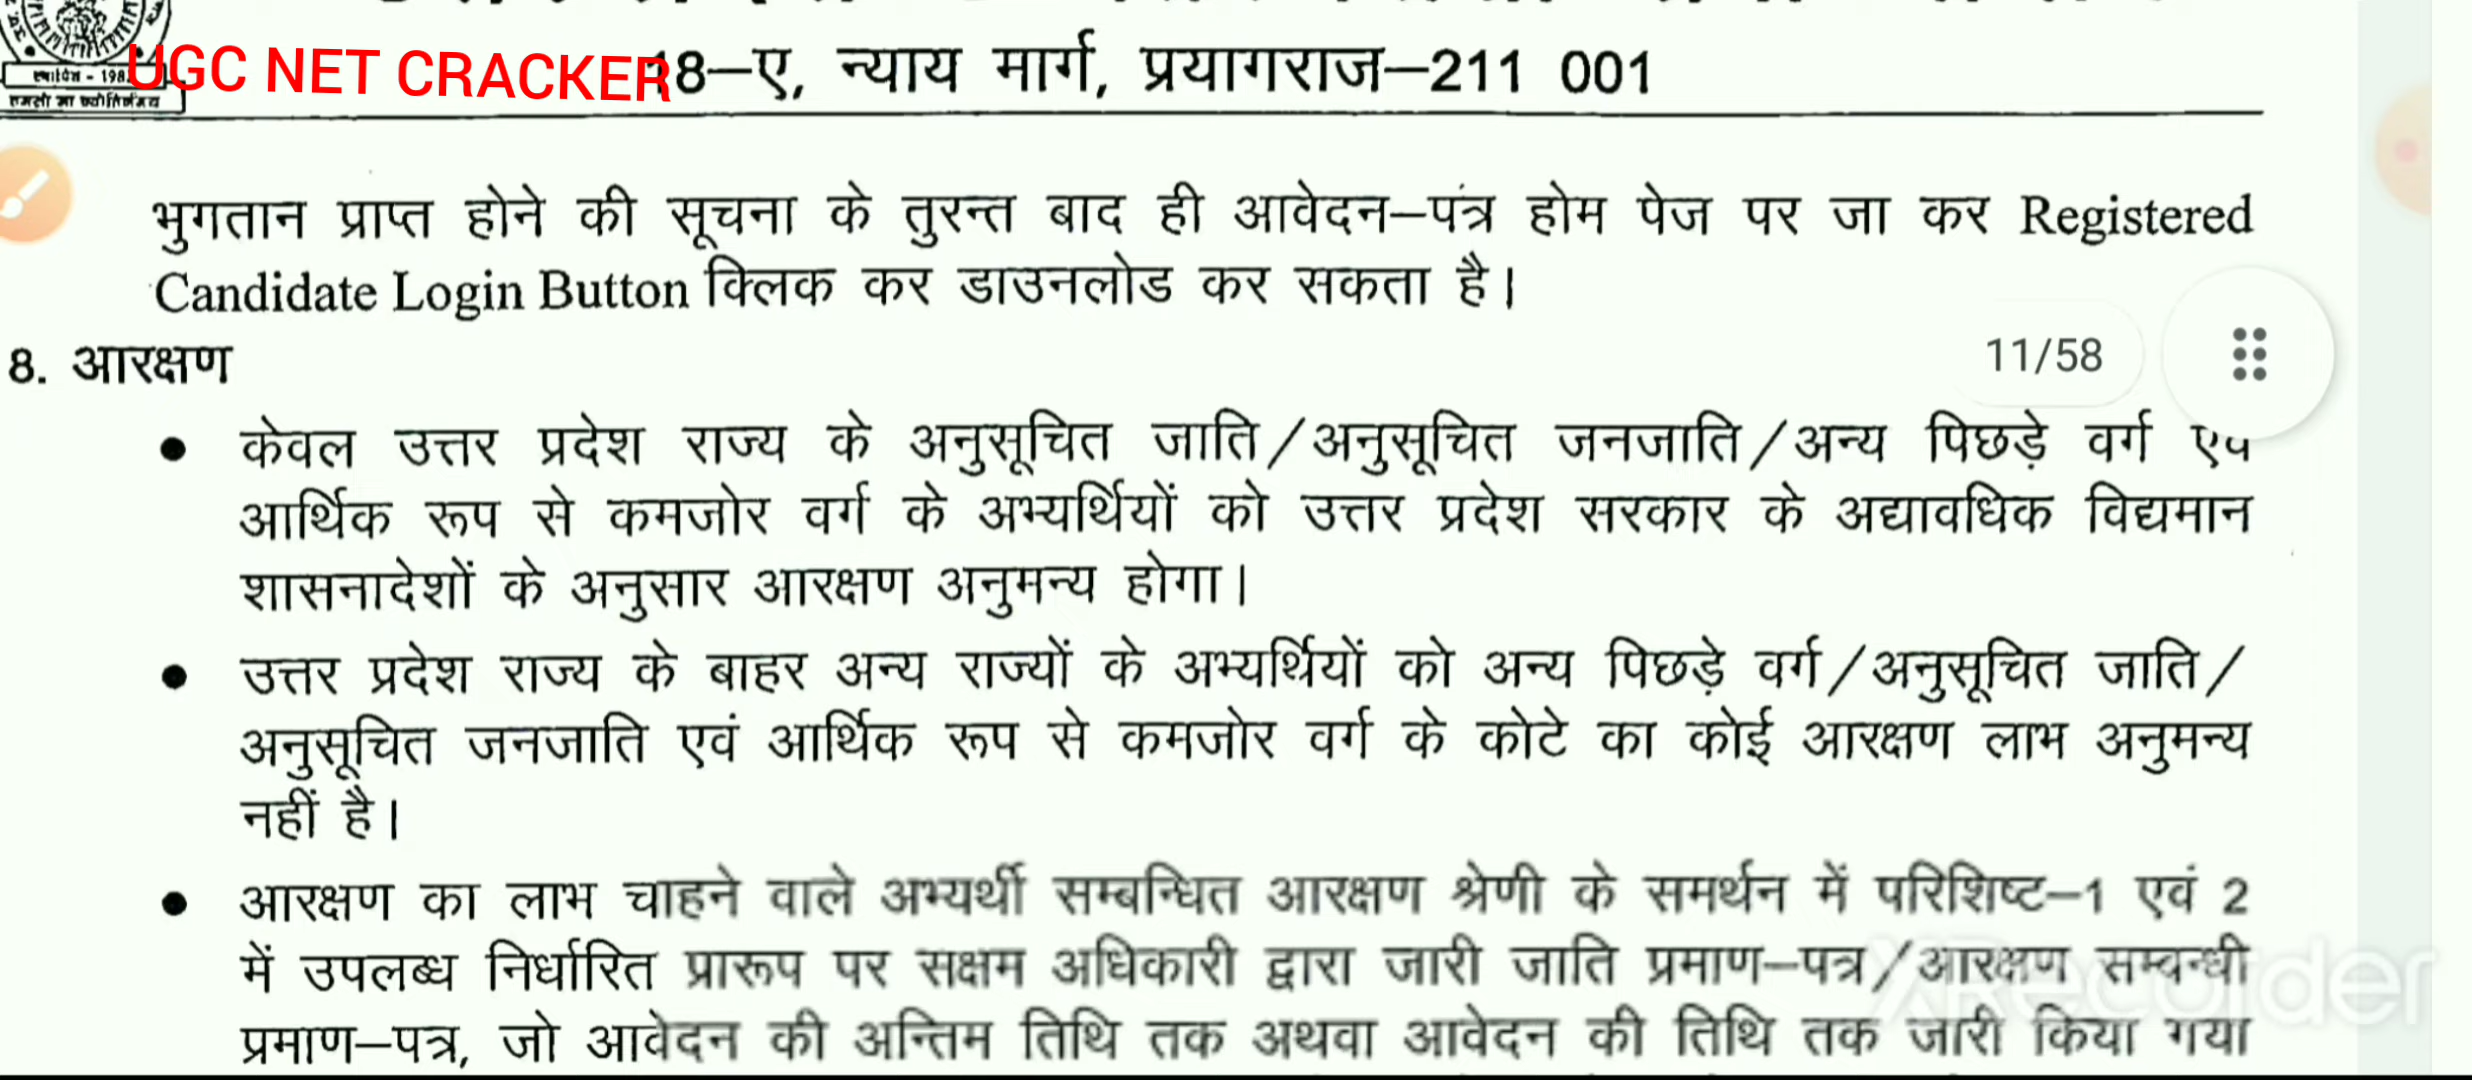 स्थापित - 198
तमसो मा ज्योतिर्गमय
UGC NET CRACKER
18–ए, न्याय मार्ग, प्रयागराज–211 001
भुगतान प्राप्त होने की सूचना के तुरन्त बाद ही आवेदन–पत्र होम पेज पर जा कर Registered
Candidate Login Button क्लिक कर डाउनलोड कर सकता है।
8. आरक्षण
11/58
● केवल उत्तर प्रदेश राज्य के अनुसूचित जाति/अनुसूचित जनजाति/अन्य पिछड़े वर्ग एवं
आर्थिक रूप से कमजोर वर्ग के अभ्यर्थियों को उत्तर प्रदेश सरकार के अद्यावधिक विद्यमान
शासनादेशों के अनुसार आरक्षण अनुमन्य होगा।
● उत्तर प्रदेश राज्य के बाहर अन्य राज्यों के अभ्यर्थियों को अन्य पिछड़े वर्ग/अनुसूचित जाति/
अनुसूचित जनजाति एवं आर्थिक रूप से कमजोर वर्ग के कोटे का कोई आरक्षण लाभ अनुमन्य
नहीं है।
● आरक्षण का लाभ चाहने वाले अभ्यर्थी सम्बन्धित आरक्षण श्रेणी के समर्थन में परिशिष्ट–1 एवं 2
में उपलब्ध निर्धारित प्रारूप पर सक्षम अधिकारी द्वारा जारी जाति प्रमाण–पत्र/आरक्षण सम्बन्धी
प्रमाण–पत्र, जो आवेदन की अन्तिम तिथि तक अथवा आवेदन की तिथि तक जारी किया गया
XRecorder